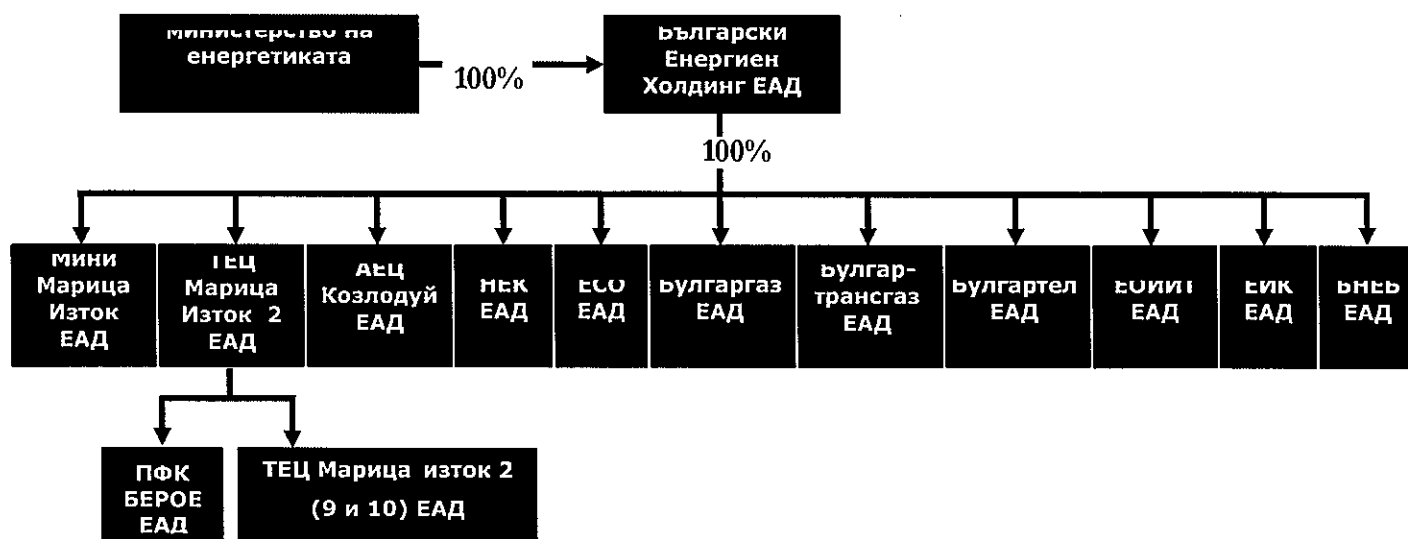 Министерство на
енергетиката
100%
Български
Енергиен
Холдинг ЕАД
100%
Мини
Марица
Изток
ЕАД
ТЕЦ
Марица
Изток 2
ЕАД
АЕЦ
Козлодуй
ЕАД
НЕК
ЕАД
ЕСО
ЕАД
Булгаргаз
ЕАД
Булгар-
трансгаз
ЕАД
Булгартел
ЕАД
ЕАД
ЕИК
ЕАД
БНЕБ
ЕАД
ПФК
БЕРОЕ
ЕАД
ТЕЦ Марица изток 2
(9 и 10) ЕАД